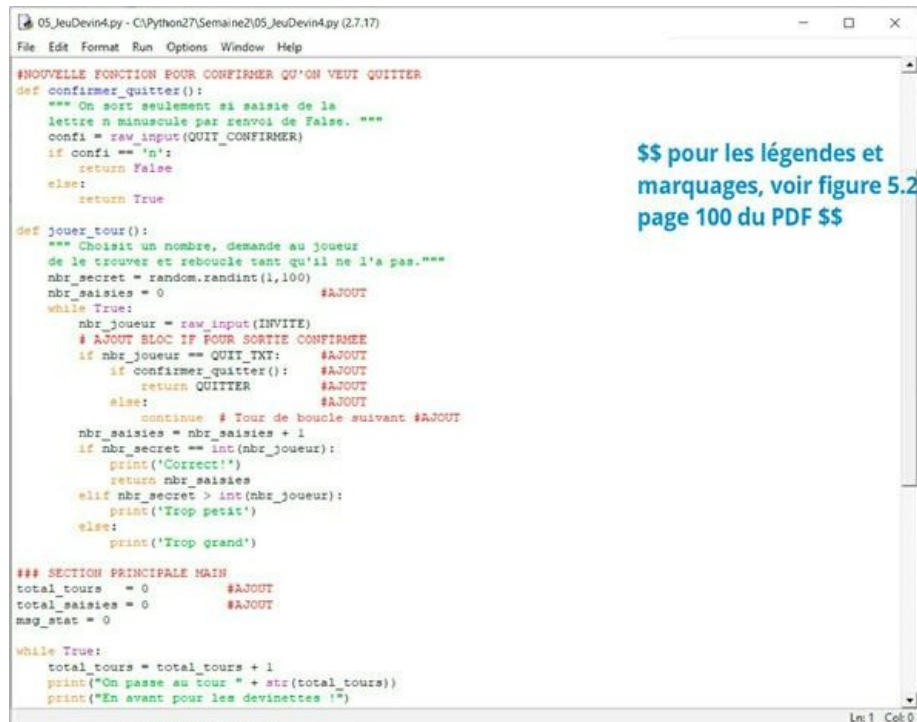 05_JeuDevin4.py - C:\Python27\Semaine2\05_JeuDevin4.py (2.7.17)
File Edit Format Run Options Window Help
#NOUVELLE FONCTION POUR CONFIRMER QU'ON VEUT QUITTER
def confirmer_quitter():
    """ On sort seulement si saisie de la
    lettre n minuscule par renvoi de False. """
    confi = raw_input(QUIT_CONFIRMER)
    if confi == 'n':
        return False
    else:
        return True
$$ pour les légendes et
marquages, voir figure 5.2
page 100 du PDF $$
def jouer_tour():
    """ Choisit un nombre, demande au joueur
    de le trouver et reboucle tant qu'il ne l'a pas."""
    nbr_secret = random.randint(1,100)
    nbr_saisies = 0 #AJOUT
    while True:
        nbr_joueur = raw_input(INVITE)
        # AJOUT BLOC IF POUR SORTIE CONFIRMEE
        if nbr_joueur == QUIT_TXT: #AJOUT
            if confirmer_quitter(): #AJOUT
                return QUITTER #AJOUT
            else: #AJOUT
                continue # Tour de boucle suivant #AJOUT
        nbr_saisies = nbr_saisies + 1
        if nbr_secret == int(nbr_joueur):
            print('Correct!')
            return nbr_saisies
        elif nbr_secret > int(nbr_joueur):
            print('Trop petit')
        else:
            print('Trop grand')
### SECTION PRINCIPALE MAIN
total_tours = 0 #AJOUT
total_saisies = 0 #AJOUT
msg_stat = 0
while True:
    total_tours = total_tours + 1
    print("On passe au tour " + str(total_tours))
    print("En avant pour les devinettes !")
Ln: 1 Col: 0